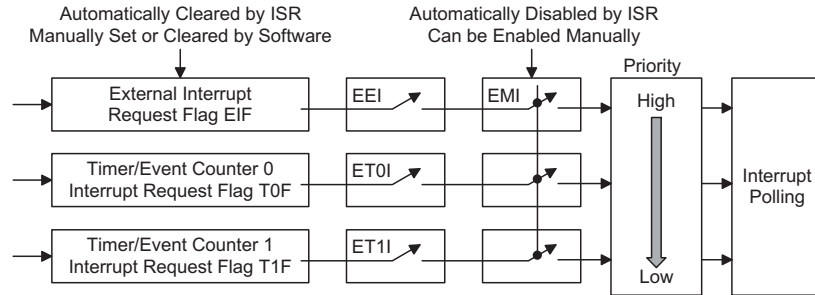 Automatically Cleared by ISR
Manually Set or Cleared by Software
Automatically Disabled by ISR
Can be Enabled Manually
Priority
External Interrupt
Request Flag EIF
EEI
EMI
High
Timer/Event Counter 0
Interrupt Request Flag T0F
ET0I
Interrupt
Polling
Timer/Event Counter 1
Interrupt Request Flag T1F
ET1I
Low